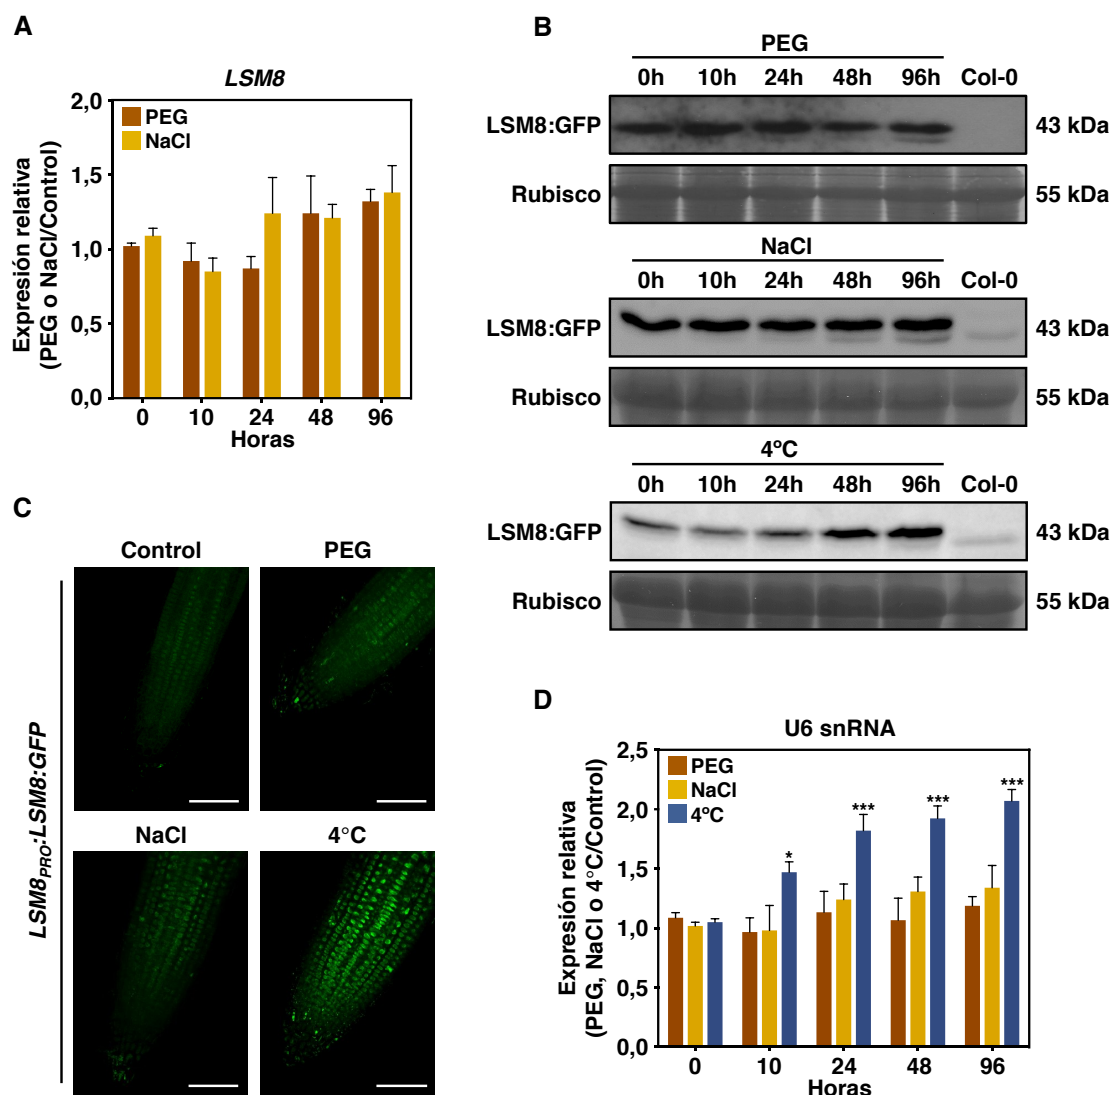 A
LSM8
2,0
1,5
1,0
0,5
0,0
PEG
NaCl
Expresión relativa
(PEG o NaCl/Control)
0 10 24 48 96
Horas
B
PEG
0h 10h 24h 48h 96h Col-0
LSM8:GFP 43 kDa
Rubisco 55 kDa
NaCl
0h 10h 24h 48h 96h Col-0
LSM8:GFP 43 kDa
Rubisco 55 kDa
4ºC
0h 10h 24h 48h 96h Col-0
LSM8:GFP 43 kDa
Rubisco 55 kDa
C
Control PEG
NaCl 4°C
LSM8PRO:LSM8:GFP
D
U6 snRNA
2,5
2,0
1,5
1,0
0,5
0,0
PEG
NaCl
4ºC
* *** *** ***
Expresión relativa
(PEG, NaCl o 4°C/Control)
0 10 24 48 96
Horas